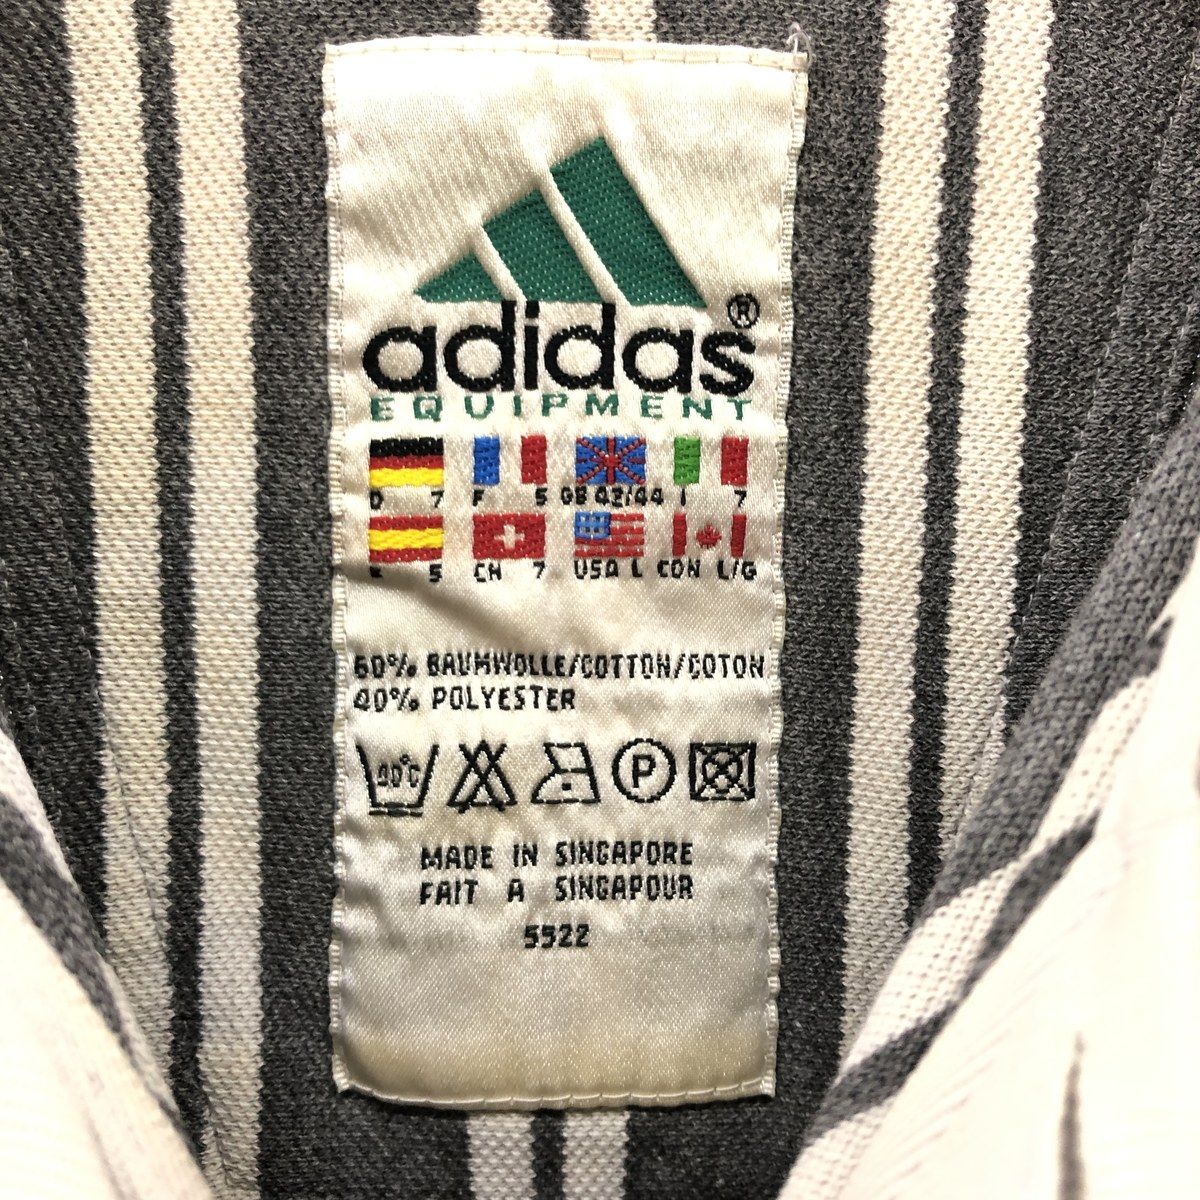 adidas®
EQUIPMENT
D 7 F 5 GB 42/44 I 7
E 5 CH 7 USA L CDN L/G
60% BAUMWOLLE/COTTON/COTON
40% POLYESTER
40°C P
MADE IN SINGAPORE
FAIT A SINGAPOUR
5522